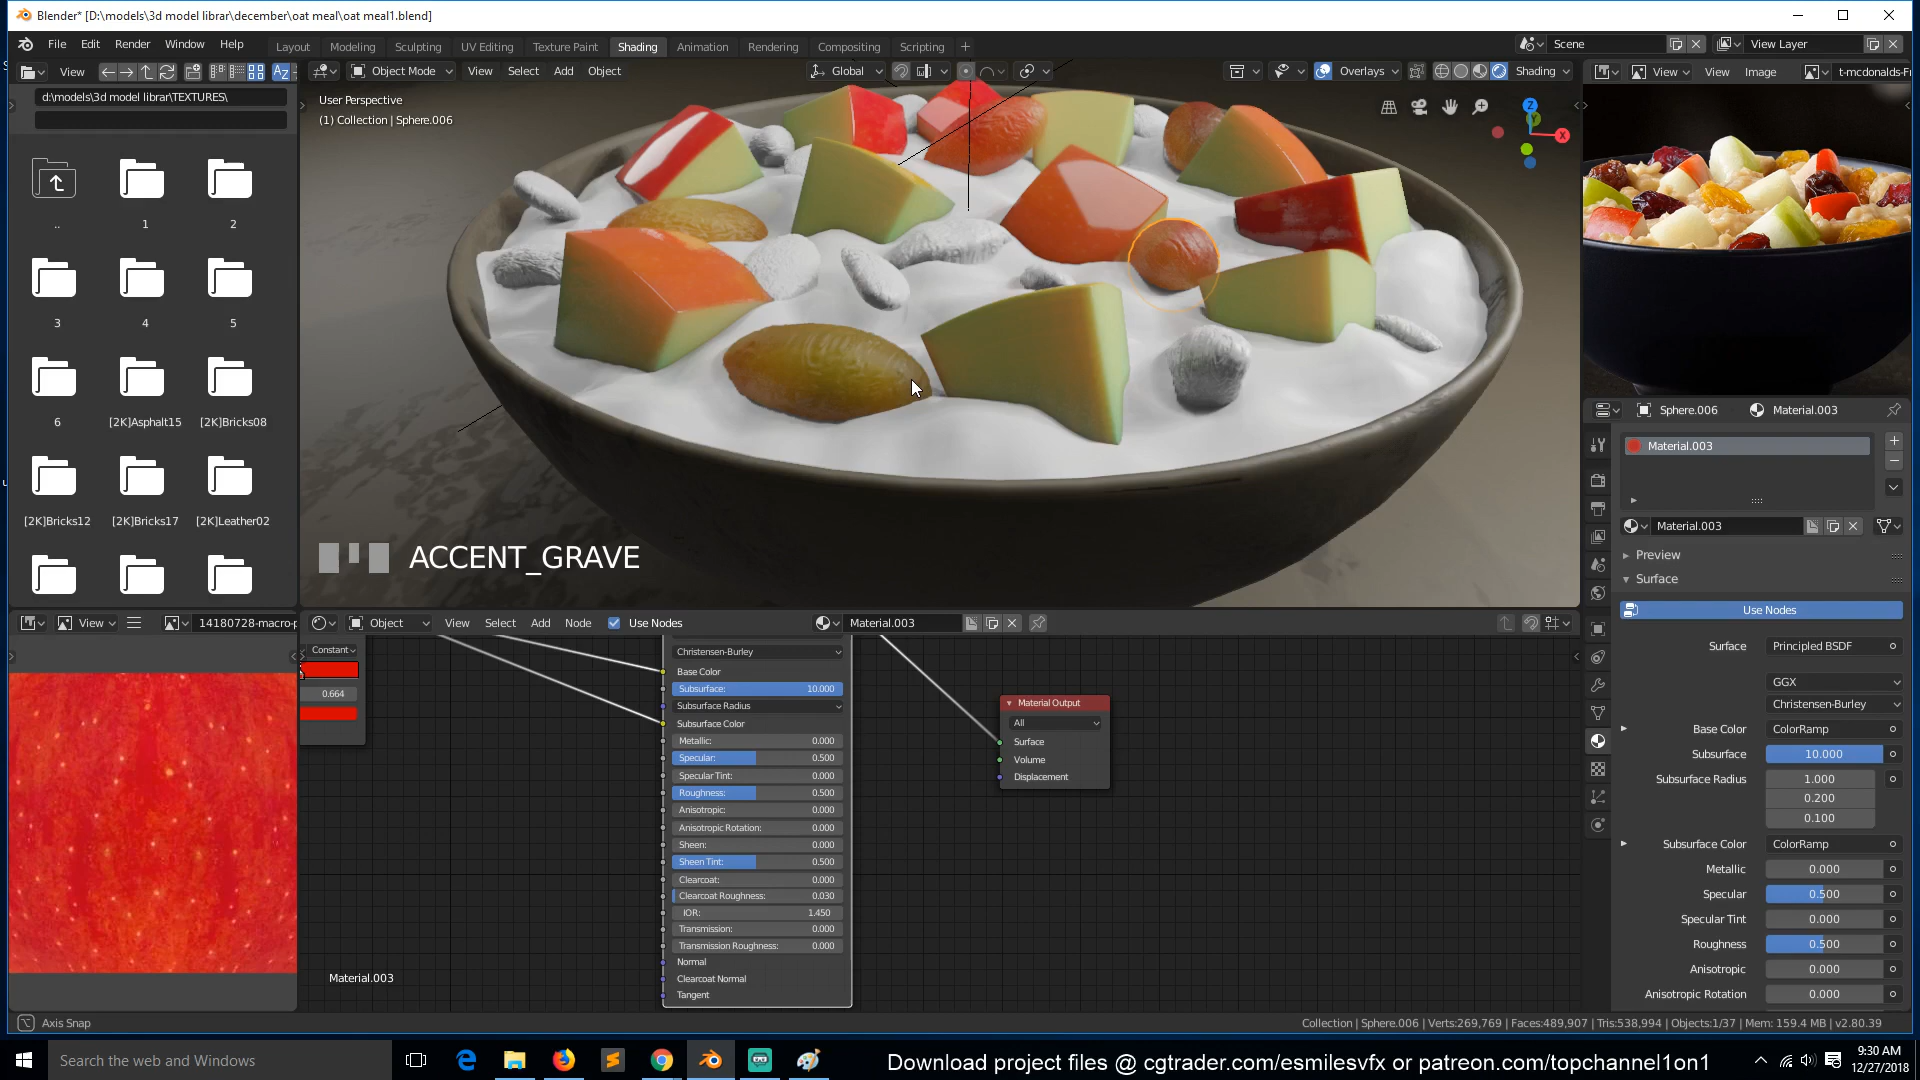 Blender* [D:\models\3d model librar\december\oat meal\oat meal1.blend]
File Edit Render Window Help
Layout Modeling Sculpting UV Editing Texture Paint Shading Animation Rendering Compositing Scripting +
Scene
View Layer
View
Object Mode View Select Add Object
Global
Overlays
Shading
View View Image
t-mcdonalds-Fr
d:\models\3d model librar\TEXTURES\
User Perspective
(1) Collection | Sphere.006
Z
Y
X
..
1
2
3
4
5
6
[2K]Asphalt15
[2K]Bricks08
[2K]Bricks12
[2K]Bricks17
[2K]Leather02
ACCENT_GRAVE
Sphere.006
Material.003
Material.003
Material.003
Preview
Surface
Use Nodes
Surface
Principled BSDF
GGX
Christensen-Burley
Base Color
ColorRamp
Subsurface
10.000
Subsurface Radius
1.000
0.200
0.100
Subsurface Color
ColorRamp
Metallic
0.000
Specular
0.500
Specular Tint
0.000
Roughness
0.500
Anisotropic
0.000
Anisotropic Rotation
0.000
View
14180728-macro-p
Object
View Select Add Node
Use Nodes
Material.003
Constant
0.664
Christensen-Burley
Base Color
Subsurface: 10.000
Subsurface Radius
Subsurface Color
Metallic: 0.000
Specular: 0.500
Specular Tint: 0.000
Roughness: 0.500
Anisotropic: 0.000
Anisotropic Rotation: 0.000
Sheen: 0.000
Sheen Tint: 0.500
Clearcoat: 0.000
Clearcoat Roughness: 0.030
IOR: 1.450
Transmission: 0.000
Transmission Roughness: 0.000
Normal
Clearcoat Normal
Tangent
Material Output
All
Surface
Volume
Displacement
Material.003
Axis Snap
Collection | Sphere.006 | Verts:269,769 | Faces:489,907 | Tris:538,994 | Objects:1/37 | Mem: 159.4 MB | v2.80.39
Search the web and Windows
Download project files @ cgtrader.com/esmilesvfx or patreon.com/topchannel1on1
9:30 AM
12/27/2018